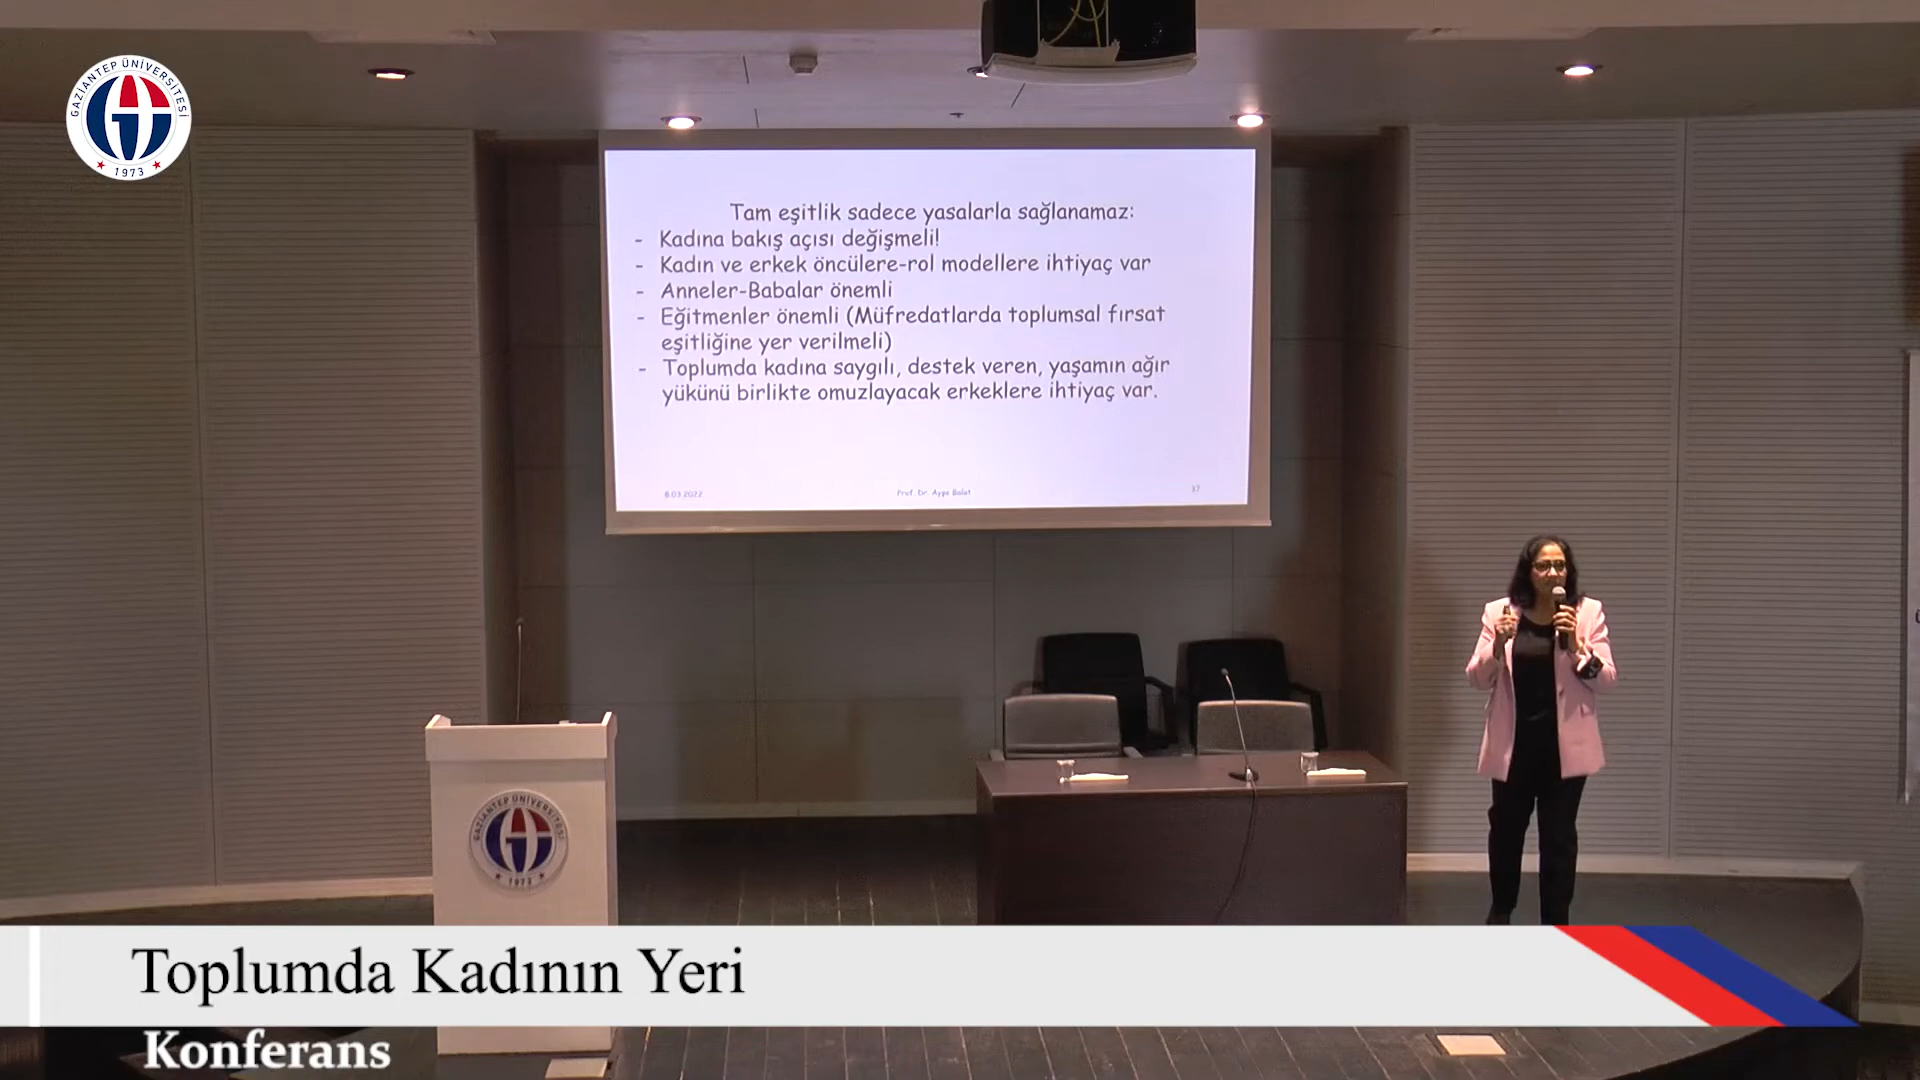 GAZİANTEP ÜNİVERSİTESİ
1973
Tam eşitlik sadece yasalarla sağlanamaz:
- Kadına bakış açısı değişmeli!
- Kadın ve erkek öncülere-rol modellere ihtiyaç var
- Anneler-Babalar önemli
- Eğitmenler önemli (Müfredatlarda toplumsal fırsat
eşitliğine yer verilmeli)
- Toplumda kadına saygılı, destek veren, yaşamın ağır
yükünü birlikte omuzlayacak erkeklere ihtiyaç var.
8.03.2022
Prof. Dr. Ayşe Balat
37
GAZİANTEP ÜNİVERSİTESİ
1973
Toplumda Kadının Yeri
Konferans